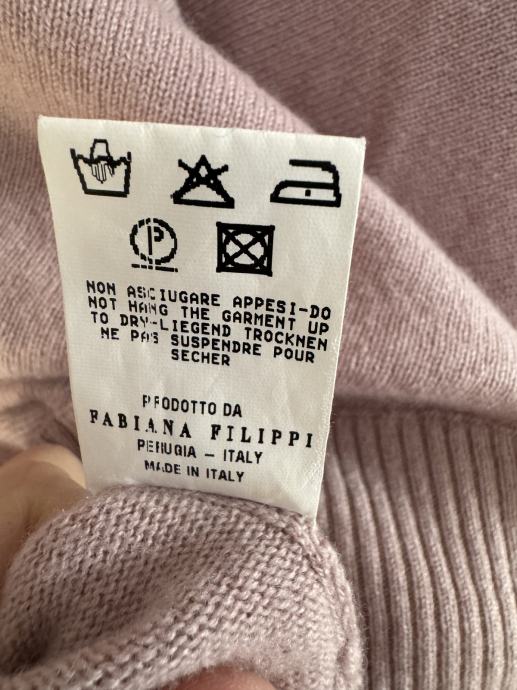 P
NON ASCIUGARE APPESI-DO
NOT HANG THE GARMENT UP
TO DRY-LIEGEND TROCKNEN
NE PAS SUSPENDRE POUR
SECHER
PRODOTTO DA
FABIANA FILIPPI
PERUGIA – ITALY
MADE IN ITALY